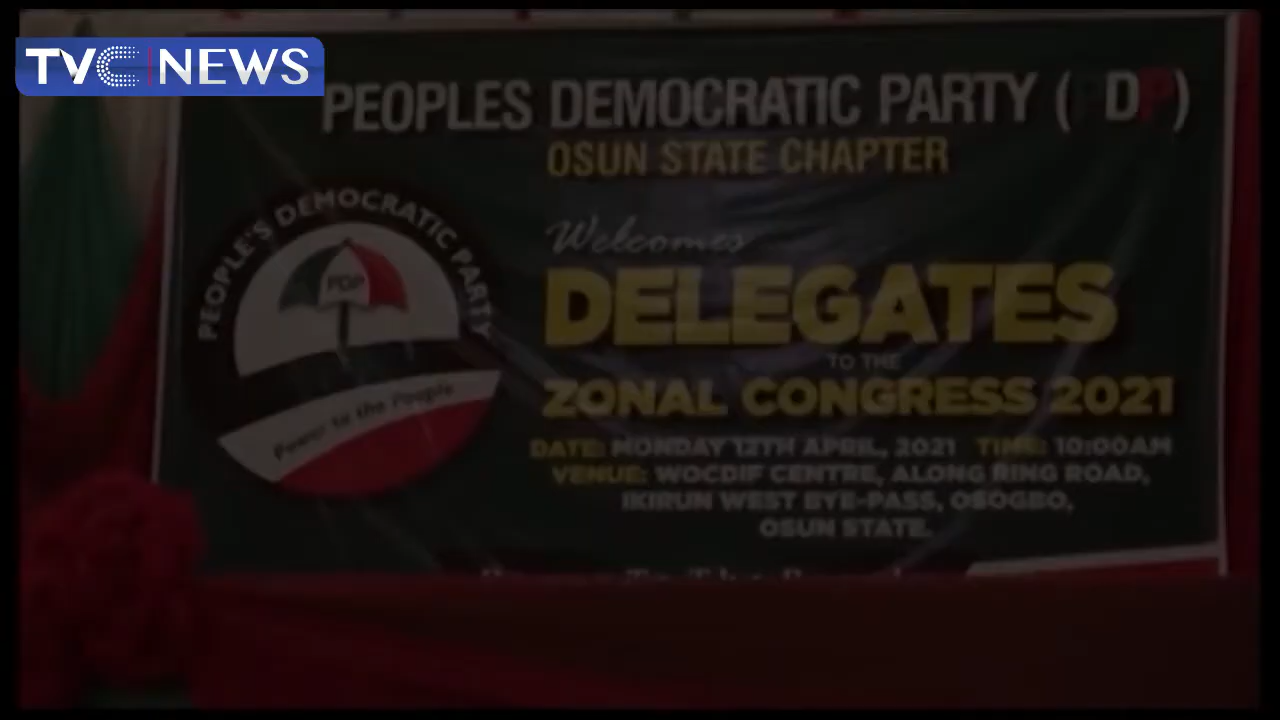 TVC NEWS
PEOPLES DEMOCRATIC PARTY (PDP)
OSUN STATE CHAPTER
Welcomes
DELEGATES
TO THE
ZONAL CONGRESS 2021
DATE: MONDAY 12TH APRIL, 2021 TIME: 10:00AM
VENUE: WOCDIF CENTRE, ALONG RING ROAD,
IKIRUN WEST BYE-PASS, OSOGBO,
OSUN STATE.
PEOPLE'S DEMOCRATIC PARTY
PDP
Power to the People